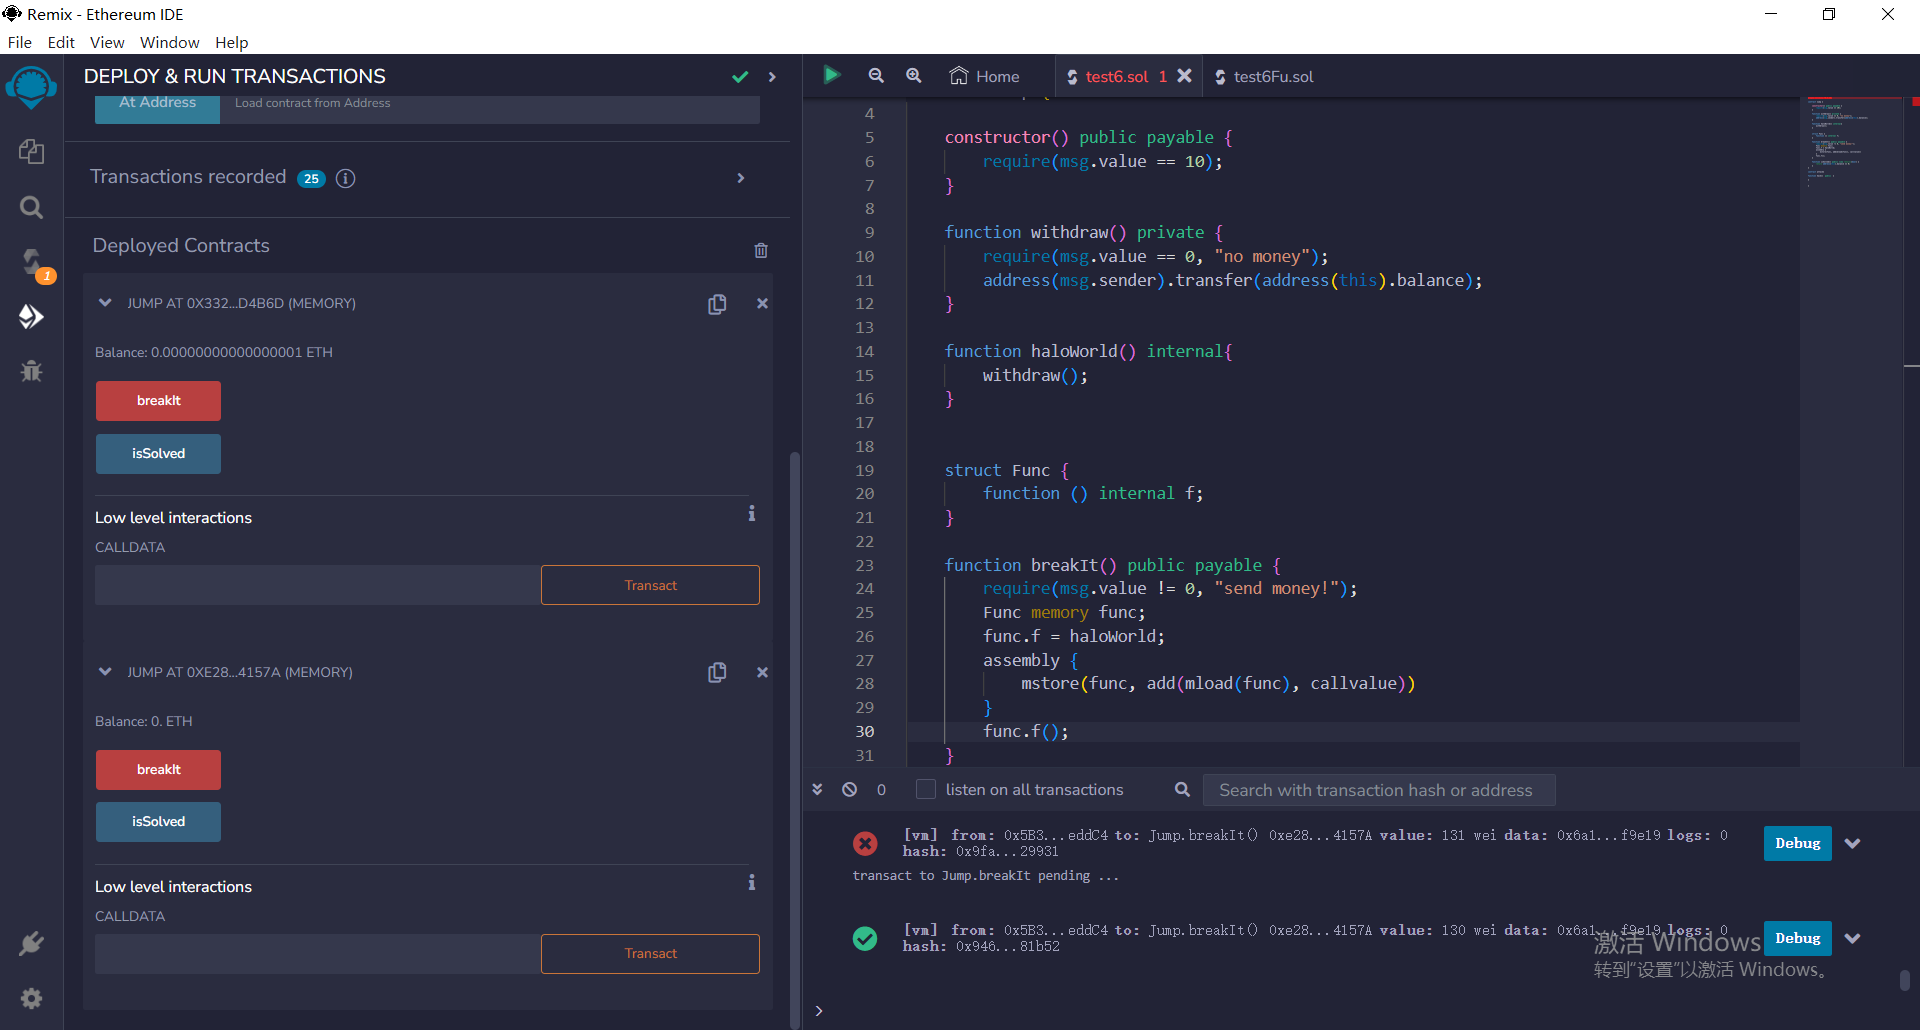 Remix - Ethereum IDE
File Edit View Window Help
DEPLOY & RUN TRANSACTIONS
At Address Load contract from Address
Transactions recorded 25 i
Deployed Contracts
1
JUMP AT 0X332...D4B6D (MEMORY)
Balance: 0.00000000000000001 ETH
breakIt
isSolved
Low level interactions i
CALLDATA
Transact
JUMP AT 0XE28...4157A (MEMORY)
Balance: 0. ETH
breakIt
isSolved
Low level interactions i
CALLDATA
Transact
Home test6.sol 1 test6Fu.sol
4
5 constructor() public payable {
6 require(msg.value == 10);
7 }
8
9 function withdraw() private {
10 require(msg.value == 0, "no money");
11 address(msg.sender).transfer(address(this).balance);
12 }
13
14 function haloWorld() internal{
15 withdraw();
16 }
17
18
19 struct Func {
20 function () internal f;
21 }
22
23 function breakIt() public payable {
24 require(msg.value != 0, "send money!");
25 Func memory func;
26 func.f = haloWorld;
27 assembly {
28 mstore(func, add(mload(func), callvalue))
29 }
30 func.f();
31 }
0 listen on all transactions Search with transaction hash or address
[vm] from: 0x5B3...eddC4 to: Jump.breakIt() 0xe28...4157A value: 131 wei data: 0x6a1...f9e19 logs: 0
hash: 0x9fa...29931
Debug
transact to Jump.breakIt pending ...
[vm] from: 0x5B3...eddC4 to: Jump.breakIt() 0xe28...4157A value: 130 wei data: 0x6a1...f9e19 logs: 0
hash: 0x946...81b52
Debug
激活 Windows
转到“设置”以激活 Windows。
>